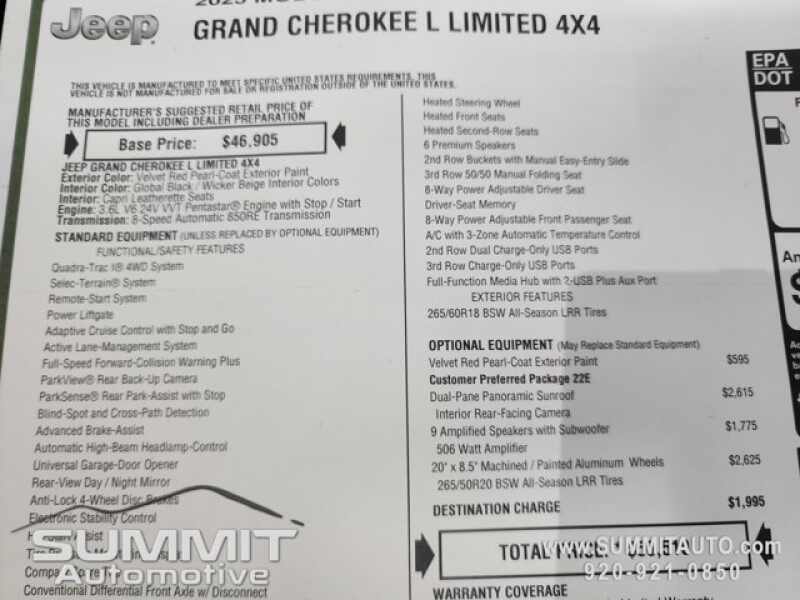 Jeep
GRAND CHEROKEE L LIMITED 4X4
THIS VEHICLE IS MANUFACTURED TO MEET SPECIFIC UNITED STATES REQUIREMENTS. THIS
VEHICLE IS NOT MANUFACTURED FOR SALE OR REGISTRATION OUTSIDE OF THE UNITED STATES.
MANUFACTURER'S SUGGESTED RETAIL PRICE OF
THIS MODEL INCLUDING DEALER PREPARATION
Base Price: $46,905
JEEP GRAND CHEROKEE L LIMITED 4X4
Exterior Color: Velvet Red Pearl-Coat Exterior Paint
Interior Color: Global Black / Wicker Beige Interior Colors
Interior: Capri Leatherette Seats
Engine: 3.6L V6 24V VVT Pentastar® Engine with Stop / Start
Transmission: 8-Speed Automatic 850RE Transmission
STANDARD EQUIPMENT (UNLESS REPLACED BY OPTIONAL EQUIPMENT)
FUNCTIONAL/SAFETY FEATURES
Quadra-Trac I® 4WD System
Selec-Terrain® System
Remote-Start System
Power Liftgate
Adaptive Cruise Control with Stop and Go
Active Lane-Management System
Full-Speed Forward-Collision Warning Plus
ParkView® Rear Back-Up Camera
ParkSense® Rear Park-Assist with Stop
Blind-Spot and Cross-Path Detection
Advanced Brake-Assist
Automatic High-Beam Headlamp-Control
Universal Garage-Door Opener
Rear-View Day / Night Mirror
Anti-Lock 4-Wheel Disc Brakes
Electronic Stability Control
Assist
Conventional Differential Front Axle w/ Disconnect
Heated Steering Wheel
Heated Front Seats
Heated Second-Row Seats
6 Premium Speakers
2nd Row Buckets with Manual Easy-Entry Slide
3rd Row 50/50 Manual Folding Seat
8-Way Power Adjustable Driver Seat
Driver-Seat Memory
8-Way Power Adjustable Front Passenger Seat
A/C with 3-Zone Automatic Temperature Control
2nd Row Dual Charge-Only USB Ports
3rd Row Charge-Only USB Ports
Full-Function Media Hub with 2-USB Plus Aux Port
EXTERIOR FEATURES
265/60R18 BSW All-Season LRR Tires
OPTIONAL EQUIPMENT (May Replace Standard Equipment)
Velvet Red Pearl-Coat Exterior Paint $595
Customer Preferred Package 22E
Dual-Pane Panoramic Sunroof $2,615
Interior Rear-Facing Camera
9 Amplified Speakers with Subwoofer $1,775
506 Watt Amplifier
20" x 8.5" Machined / Painted Aluminum Wheels $2,625
265/50R20 BSW All-Season LRR Tires
DESTINATION CHARGE $1,995
TOTAL PRICE: *
WARRANTY COVERAGE
EPA
DOT
SUMMIT
Automotive
WWW.SUMMITAUTO.COM
920-921-0850